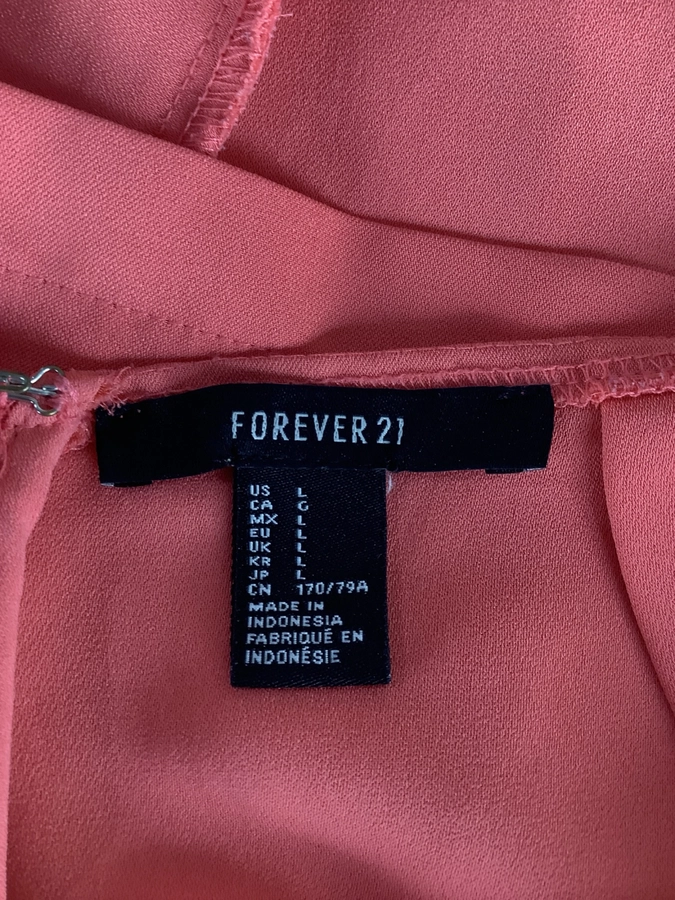 FOREVER 21
US L
CA G
MX L
EU L
UK L
KR L
JP L
CN 170/79A
MADE IN
INDONESIA
FABRIQUÉ EN
INDONÉSIE